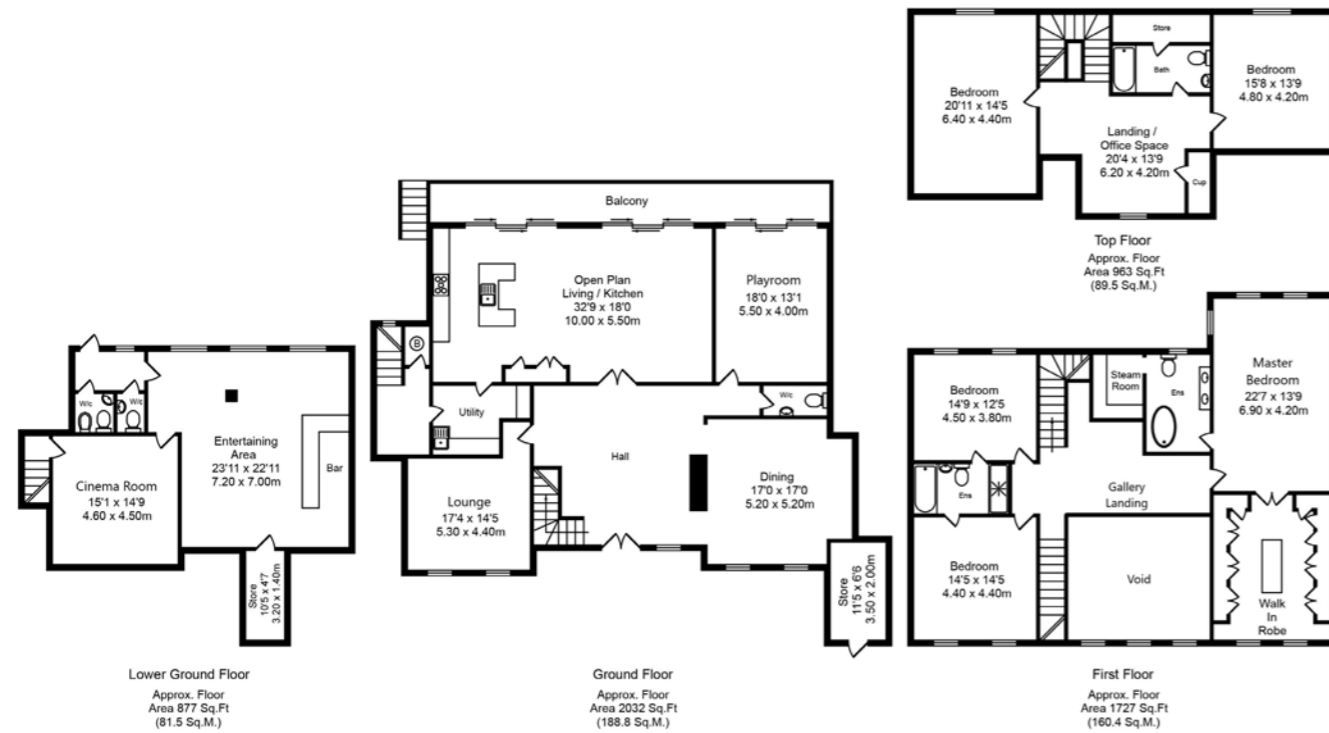 W/c
W/c
Entertaining
Area
23'11 x 22'11
7.20 x 7.00m
Bar
Cinema Room
15'1 x 14'9
4.60 x 4.50m
Store
10'5 x 4'7
3.20 x 1.40m
Lower Ground Floor
Approx. Floor
Area 877 Sq.Ft
(81.5 Sq.M.)
Balcony
Open Plan
Living / Kitchen
32'9 x 18'0
10.00 x 5.50m
Playroom
18'0 x 13'1
5.50 x 4.00m
B
Utility
W/c
Hall
Lounge
17'4 x 14'5
5.30 x 4.40m
Dining
17'0 x 17'0
5.20 x 5.20m
Store
11'5 x 6'6
3.50 x 2.00m
Ground Floor
Approx. Floor
Area 2032 Sq.Ft
(188.8 Sq.M.)
Store
Bath
Bedroom
20'11 x 14'5
6.40 x 4.40m
Bedroom
15'8 x 13'9
4.80 x 4.20m
Landing /
Office Space
20'4 x 13'9
6.20 x 4.20m
Cup
Top Floor
Approx. Floor
Area 963 Sq.Ft
(89.5 Sq.M.)
Bedroom
14'9 x 12'5
4.50 x 3.80m
Steam
Room
Ens
Master
Bedroom
22'7 x 13'9
6.90 x 4.20m
Ens
Gallery
Landing
Bedroom
14'5 x 14'5
4.40 x 4.40m
Void
Walk
In
Robe
First Floor
Approx. Floor
Area 1727 Sq.Ft
(160.4 Sq.M.)